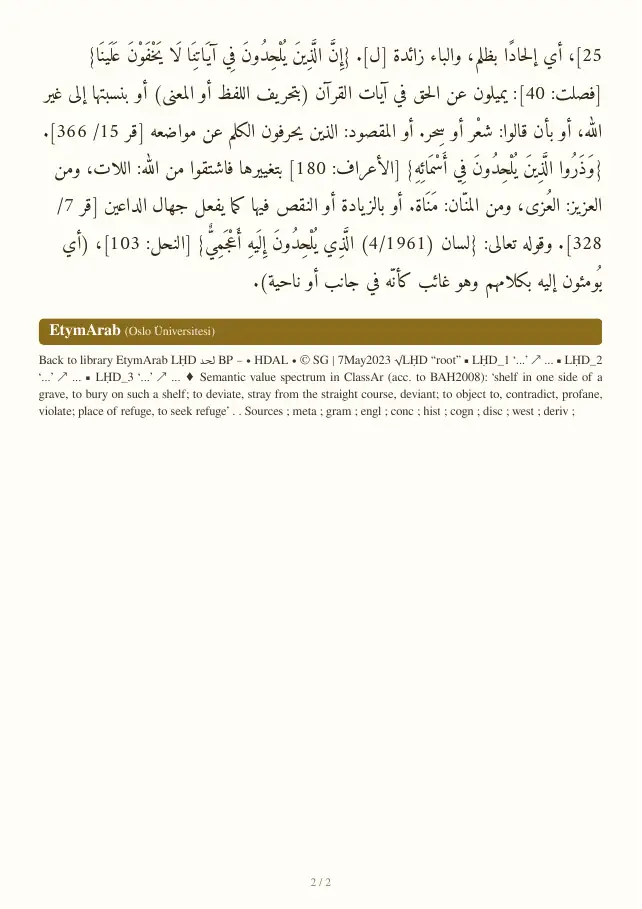 25]، أي إلحادًا بظلم، والباء زائدة [ل]. {إِنَّ الَّذِينَ يُلْحِدُونَ فِي آيَاتِنَا لَا يَخْفَوْنَ عَلَيْنَا}
[فصلت: 40]: يميلون عن الحق في آيات القرآن (بتحريف اللفظ أو المعنى) أو بنسبتها إلى غير
الله، أو بأن قالوا: شعْر أو سِحر. أو المقصود: الذين يحرفون الكلم عن مواضعه [قر 15/ 366].
{وَذَرُوا الَّذِينَ يُلْحِدُونَ فِي أَسْمَائِهِ} [الأعراف: 180] بتغييرها فاشتقوا من الله: اللات، ومن
العزيز: العُزى، ومن المنّان: مَنَاة. أو بالزيادة أو النقص فيها كما يفعل جهال الداعين [قر 7/
328]. وقوله تعالى: {لسان (4/1961) الَّذِي يُلْحِدُونَ إِلَيْهِ أَعْجَمِيٌّ} [النحل: 103]، (أي
يُومئون إليه بكلامهم وهو غائب كأنّه في جانب أو ناحية).
EtymArab (Oslo Üniversitesi)
Back to library EtymArab LḤD لحد BP – • HDAL • © SG | 7May2023 √LḤD “root” ▪ LḤD_1 ‘...’ ↗ ... ▪ LḤD_2
‘...’ ↗ ... ▪ LḤD_3 ‘...’ ↗ ... ♦ Semantic value spectrum in ClassAr (acc. to BAH2008): ‘shelf in one side of a
grave, to bury on such a shelf; to deviate, stray from the straight course, deviant; to object to, contradict, profane,
violate; place of refuge, to seek refuge’ . . Sources ; meta ; gram ; engl ; conc ; hist ; cogn ; disc ; west ; deriv ;
2 / 2